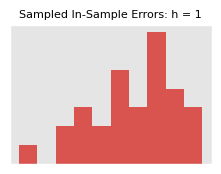 Sampled In-Sample Errors: h = 1